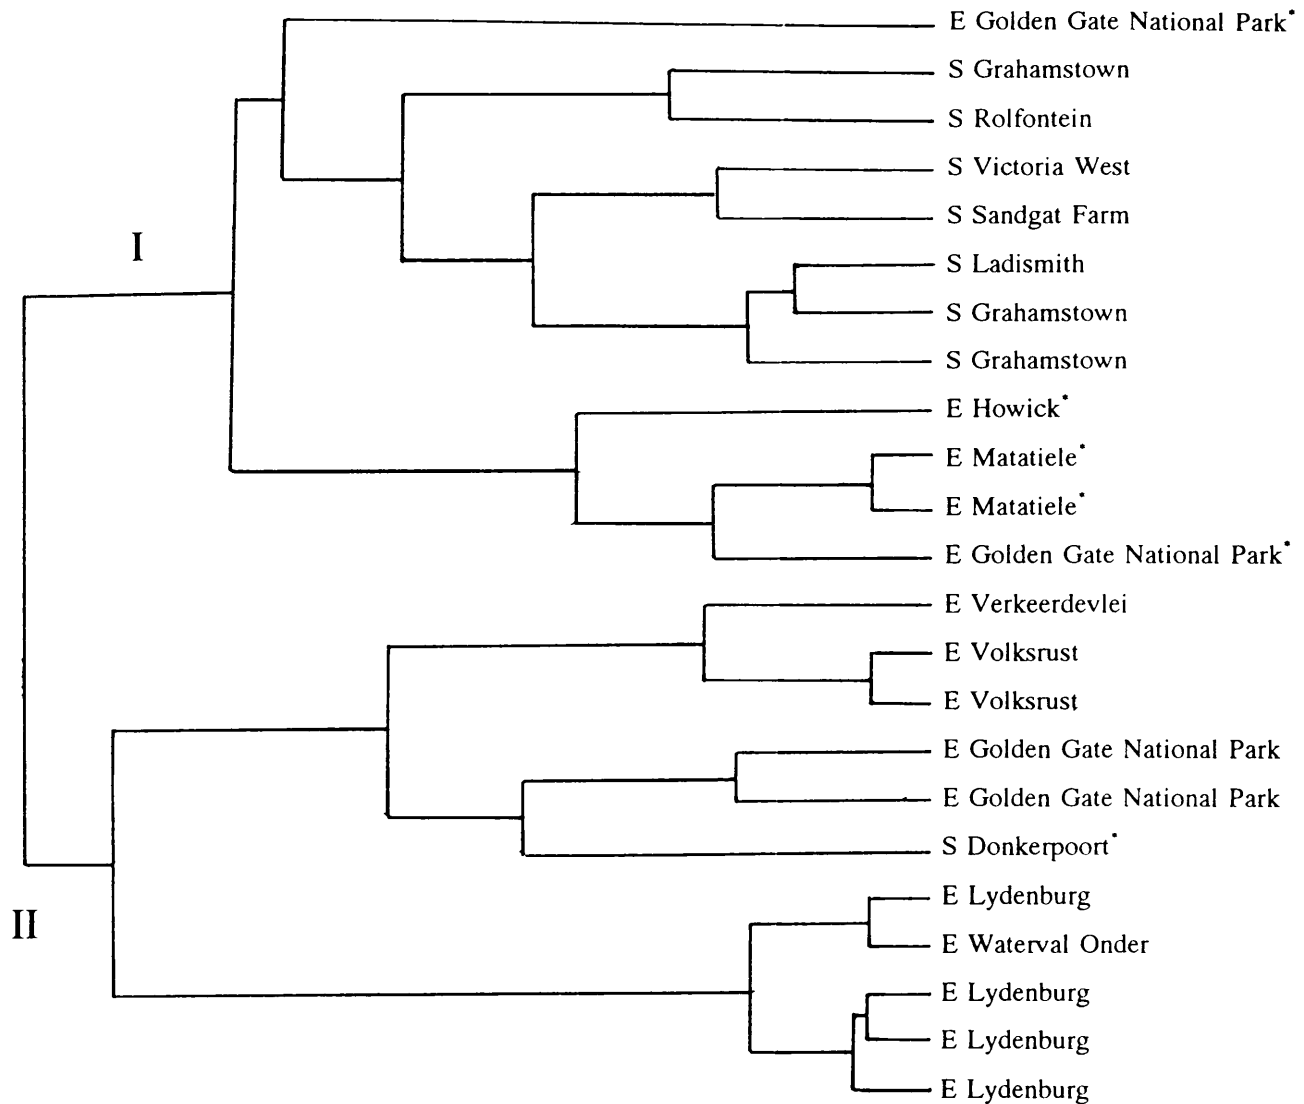 E Golden Gate National Park*
S Grahamstown
S Rolfontein
S Victoria West
S Sandgat Farm
I
S Ladismith
S Grahamstown
S Grahamstown
E Howick*
E Matatiele*
E Matatiele*
E Golden Gate National Park*
E Verkeerdevlei
E Volksrust
E Volksrust
E Golden Gate National Park
E Golden Gate National Park
S Donkerpoort*
E Lydenburg
II
E Waterval Onder
E Lydenburg
E Lydenburg
E Lydenburg